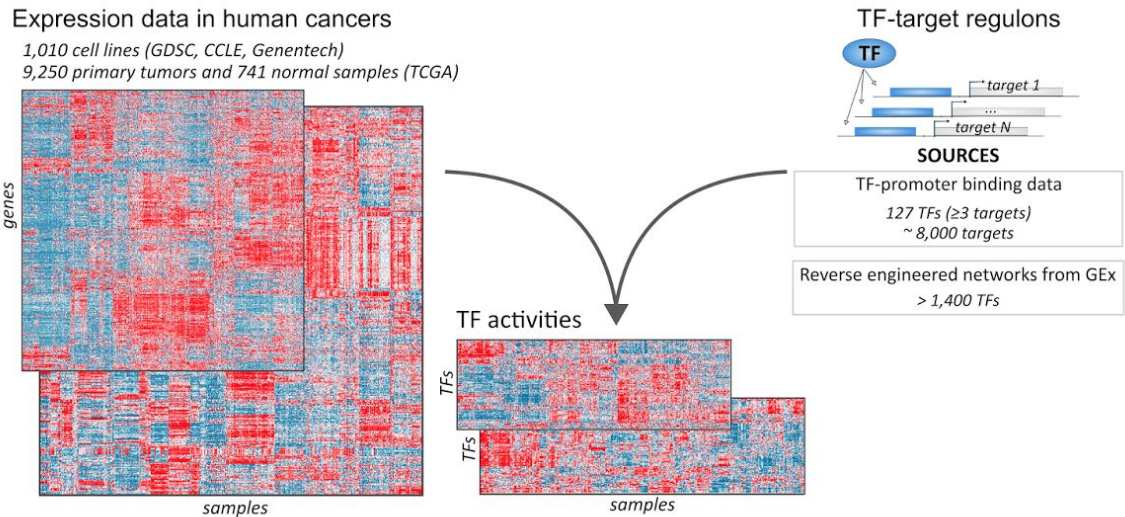 Expression data in human cancers
1,010 cell lines (GDSC, CCLE, Genentech)
9,250 primary tumors and 741 normal samples (TCGA)
genes
samples
TF-target regulons
TF
target 1
...
target N
SOURCES
TF-promoter binding data
127 TFs (≥3 targets)
~ 8,000 targets
Reverse engineered networks from GEx
> 1,400 TFs
TF activities
TFs
TFs
samples